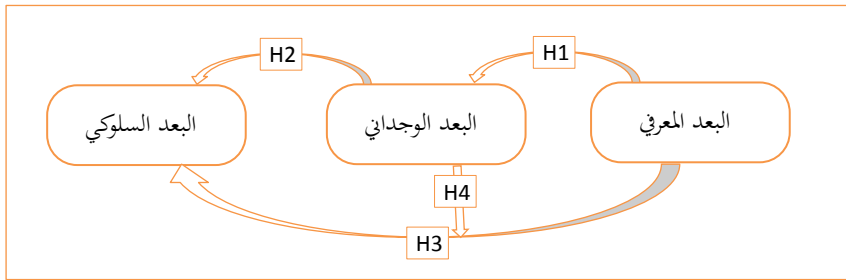 H1
H2
البعد المعرفي
البعد الوجداني
البعد السلوكي
H4
H3